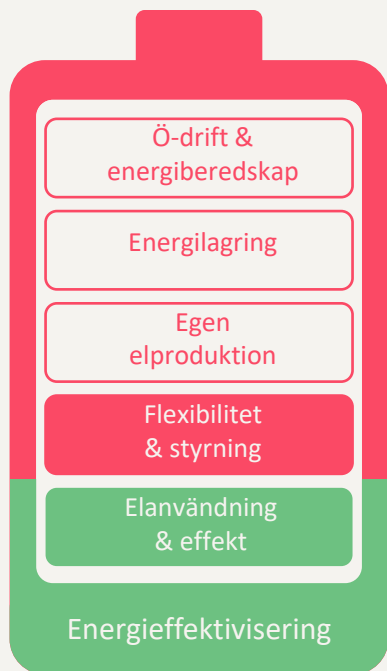 Ö-drift &
energiberedskap
Energilagring
Egen
elproduktion
Flexibilitet
& styrning
Elanvändning
& effekt
Energieffektivisering